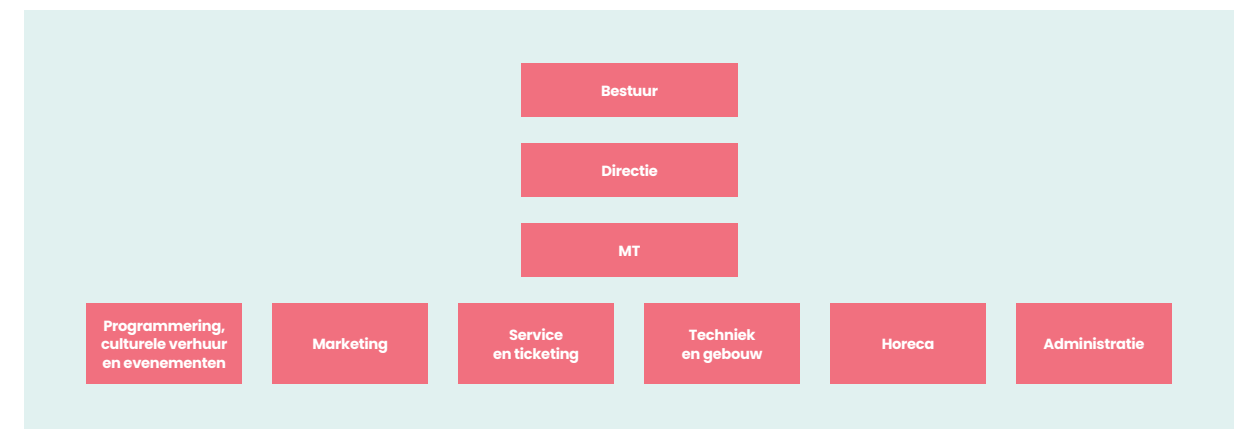 Bestuur
Directie
MT
Programmering,
culturele verhuur
en evenementen
Marketing
Service
en ticketing
Techniek
en gebouw
Horeca
Administratie